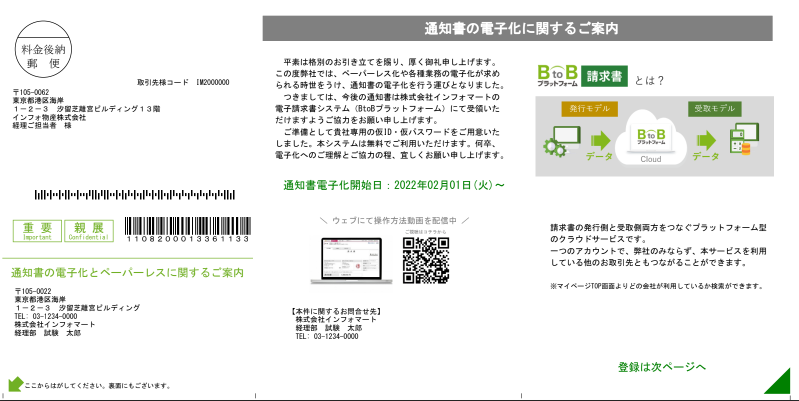 料金後納
郵　便
取引先様コード　IM2000000
〒105-0062
東京都港区海岸
１－２－３　汐留芝離宮ビルディング１３階
インフォ物産株式会社
経理ご担当者　様
重 要
Important
親 展
Confidential
1108200013361133
通知書の電子化とペーパーレスに関するご案内
〒105-0022
東京都港区海岸
１－２－３　汐留芝離宮ビルディング
TEL: 03-1234-0000
株式会社インフォマート
経理部　試験　太郎
ここからはがしてください。裏面にもございます。
通知書の電子化に関するご案内
平素は格別のお引き立てを賜り、厚く御礼申し上げます。
この度弊社では、ペーパーレス化や各種業務の電子化が求め
られる時世をうけ、通知書の電子化を行う運びとなりました。
つきましては、今後の通知書は株式会社インフォマートの
電子請求書システム（BtoBプラットフォーム）にて受領いた
だけますようご協力をお願い申し上げます。
ご準備として貴社専用の仮ID・仮パスワードをご用意いた
しました。本システムは無料でご利用いただけます。何卒、
電子化へのご理解とご協力の程、宜しくお願い申し上げます。
通知書電子化開始日：2022年02月01日(火)～
＼ ウェブにて操作方法動画を配信中 ／
ご視聴はコチラから
【本件に関するお問合せ先】
株式会社インフォマート
経理部　試験　太郎
TEL: 03-1234-0000
BtoB
プラットフォーム
請求書
とは？
発行モデル
受取モデル
データ
BtoB
プラットフォーム
Cloud
データ
請求書の発行側と受取側両方をつなぐプラットフォーム型
のクラウドサービスです。
一つのアカウントで、弊社のみならず、本サービスを利用
している他のお取引先ともつながることができます。
※マイページTOP画面よりどの会社が利用しているか検索ができます。
登録は次ページへ